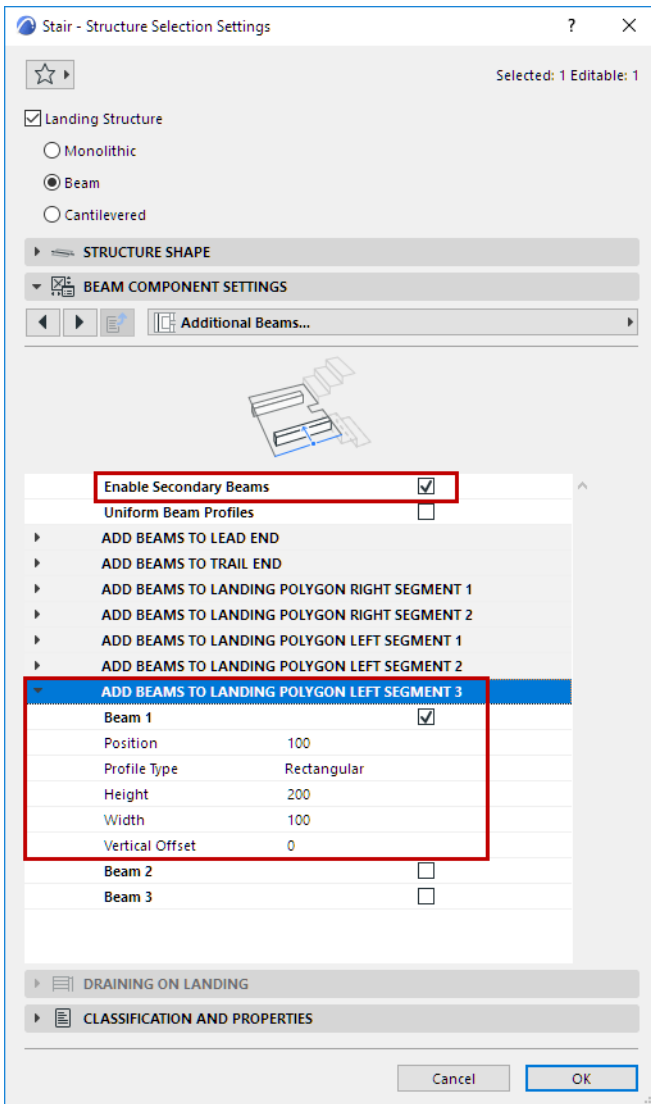 Stair - Structure Selection Settings
?
Selected: 1 Editable: 1
Landing Structure
Monolithic
Beam
Cantilevered
STRUCTURE SHAPE
BEAM COMPONENT SETTINGS
Additional Beams...
Enable Secondary Beams
Uniform Beam Profiles
ADD BEAMS TO LEAD END
ADD BEAMS TO TRAIL END
ADD BEAMS TO LANDING POLYGON RIGHT SEGMENT 1
ADD BEAMS TO LANDING POLYGON RIGHT SEGMENT 2
ADD BEAMS TO LANDING POLYGON LEFT SEGMENT 1
ADD BEAMS TO LANDING POLYGON LEFT SEGMENT 2
ADD BEAMS TO LANDING POLYGON LEFT SEGMENT 3
Beam 1
Position 100
Profile Type Rectangular
Height 200
Width 100
Vertical Offset 0
Beam 2
Beam 3
DRAINING ON LANDING
CLASSIFICATION AND PROPERTIES
Cancel OK